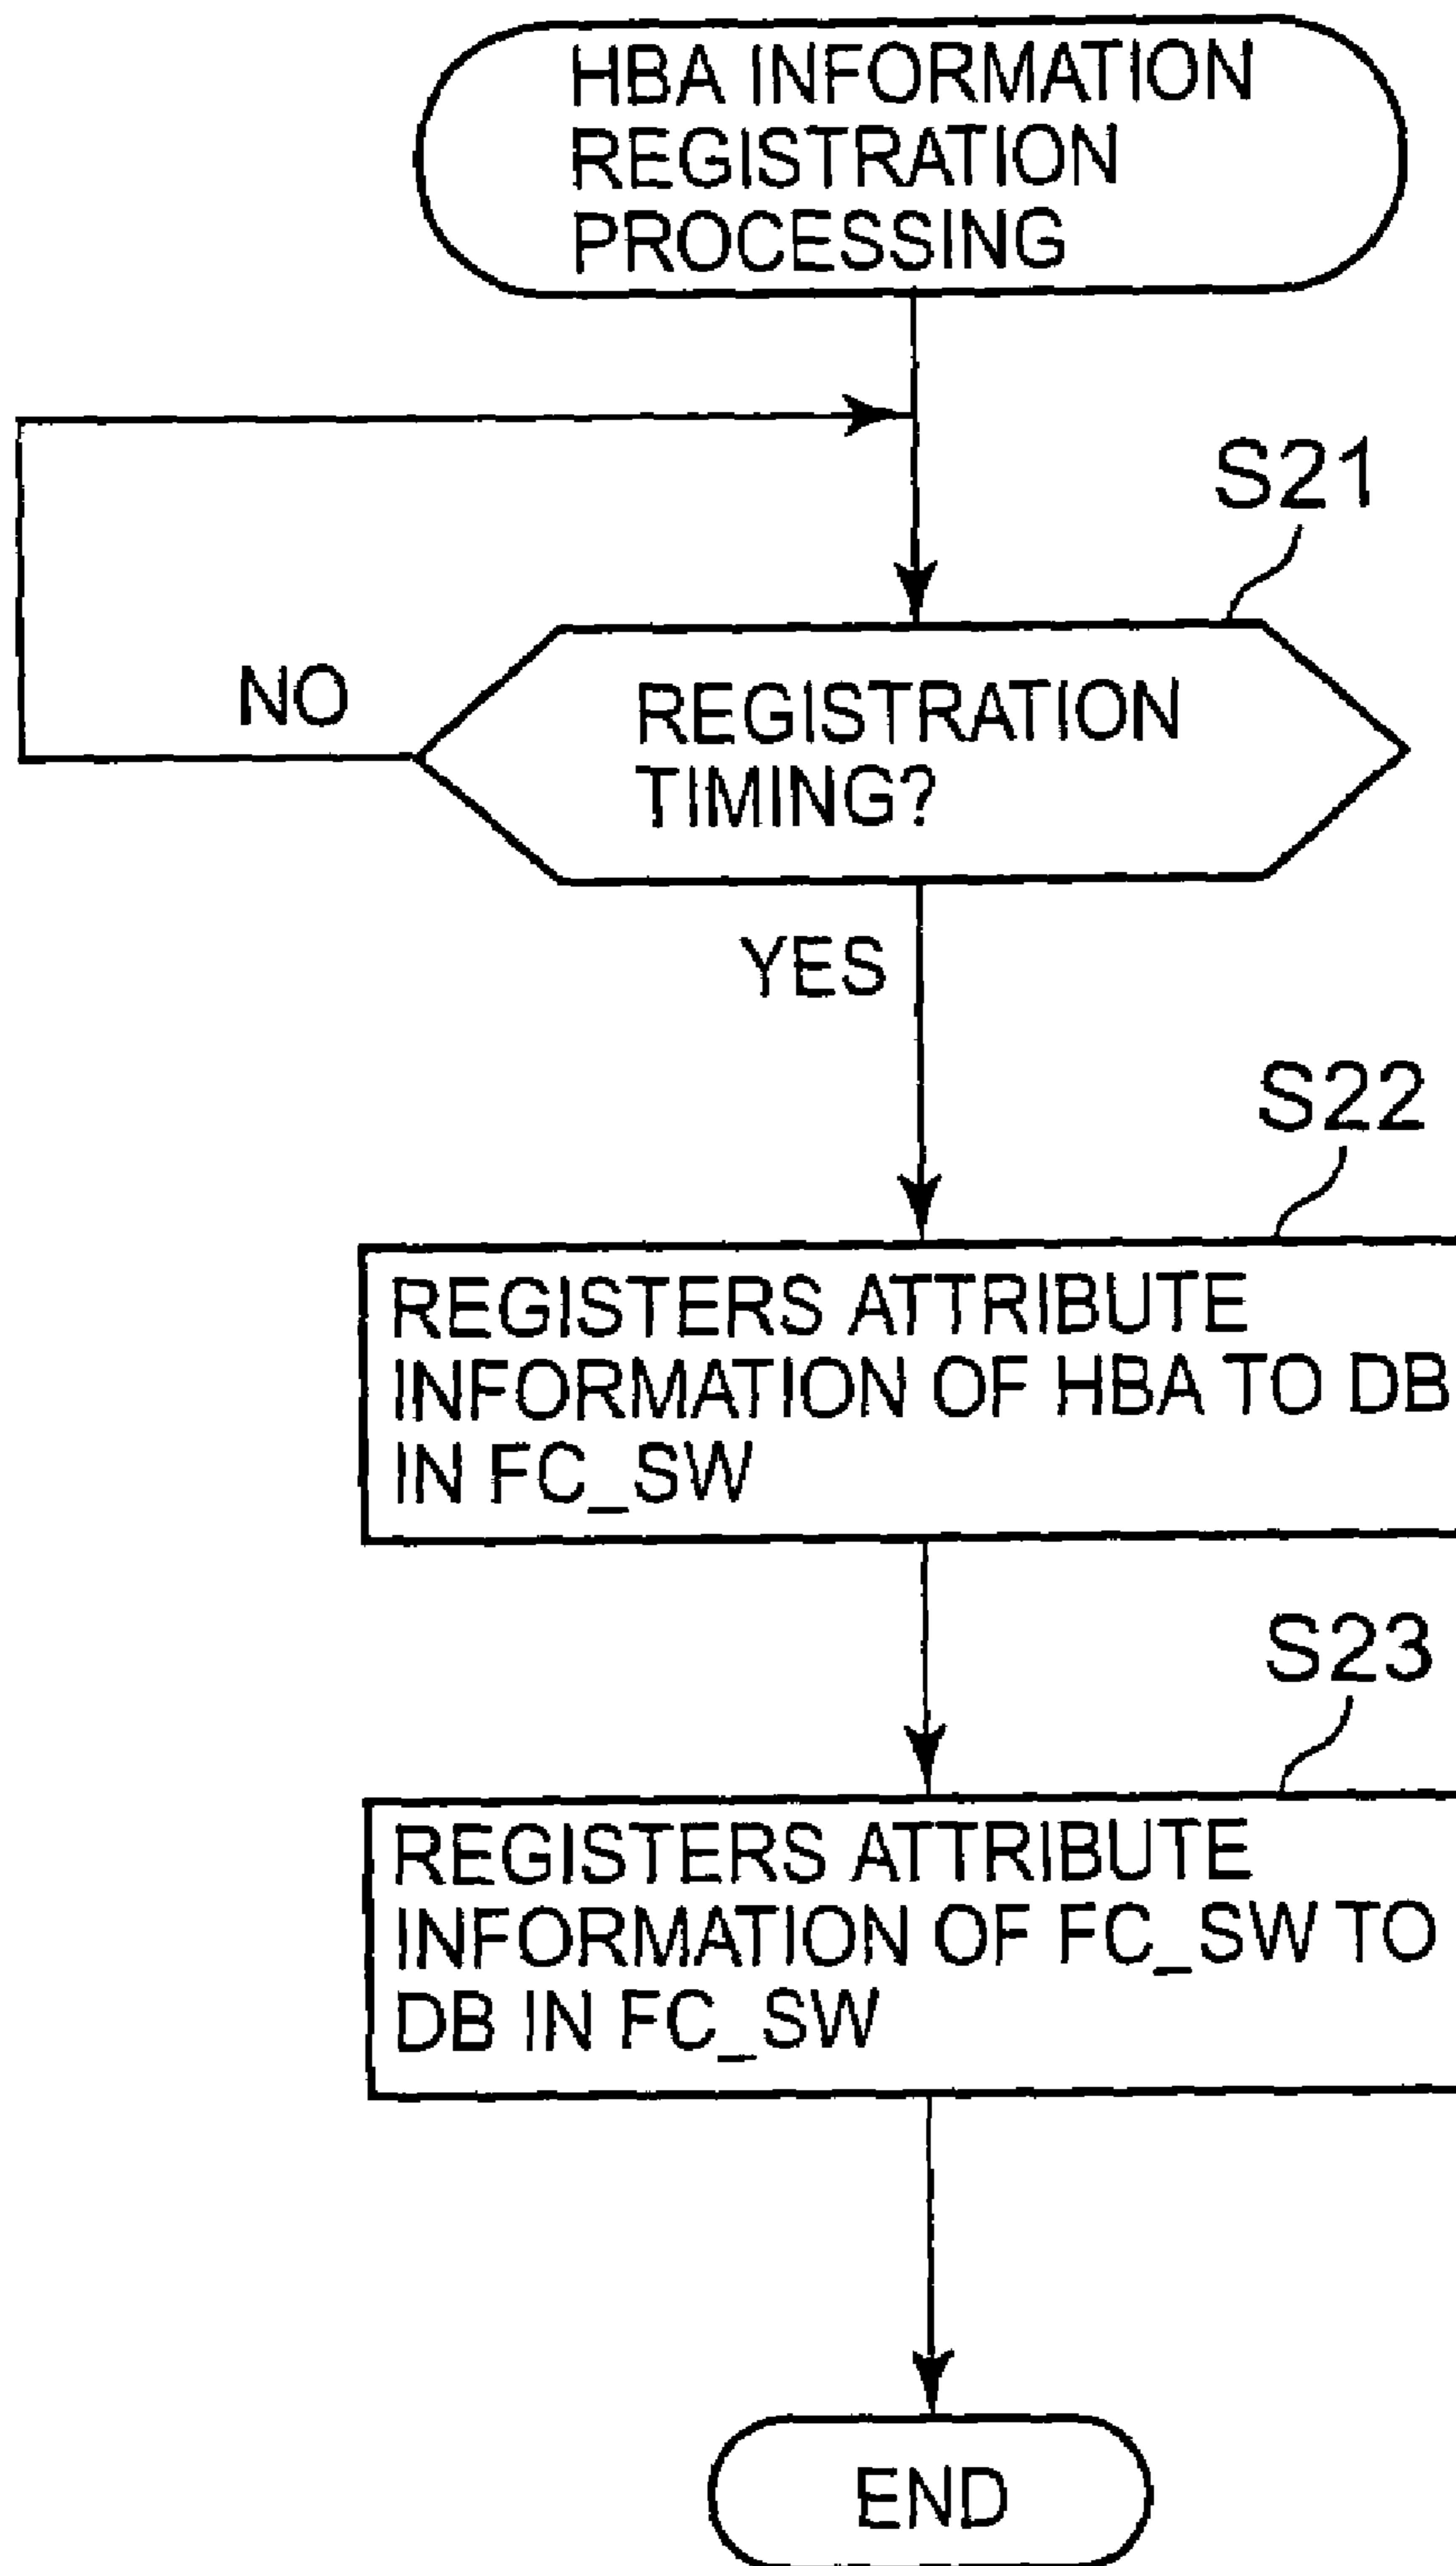 HBA INFORMATION
REGISTRATION
PROCESSING
S21
NO
REGISTRATION
TIMING?
YES
S22
REGISTERS ATTRIBUTE
INFORMATION OF HBA TO DB
IN FC_SW
S23
REGISTERS ATTRIBUTE
INFORMATION OF FC_SW TO
DB IN FC_SW
END